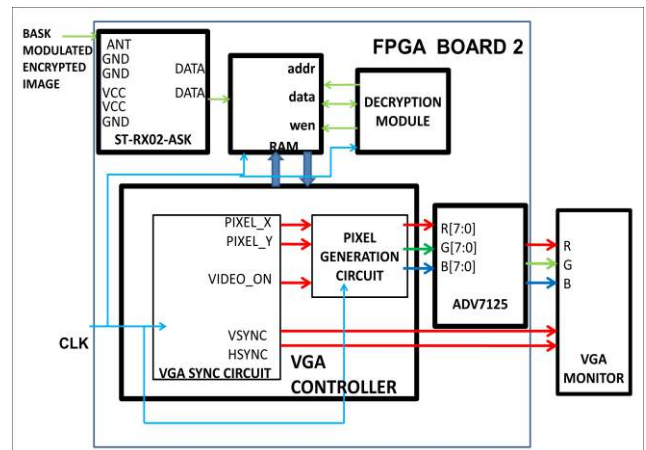 BASK
MODULATED
ENCRYPTED
IMAGE
ANT
GND
GND
VCC
VCC
GND
DATA
DATA
ST-RX02-ASK
addr
data
wen
RAM
FPGA BOARD 2
DECRYPTION
MODULE
PIXEL_X
PIXEL_Y
VIDEO_ON
VSYNC
HSYNC
VGA SYNC CIRCUIT
PIXEL
GENERATION
CIRCUIT
VGA
CONTROLLER
R[7:0]
G[7:0]
B[7:0]
ADV7125
R
G
B
VGA
MONITOR
CLK